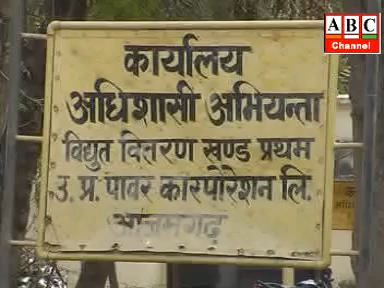 ABC
Channel
कार्यालय
अधिशासी अभियन्ता
विद्युत वितरण खण्ड प्रथम
उ. प्र. पावर कारपोरेशन लि.
आजमगढ़